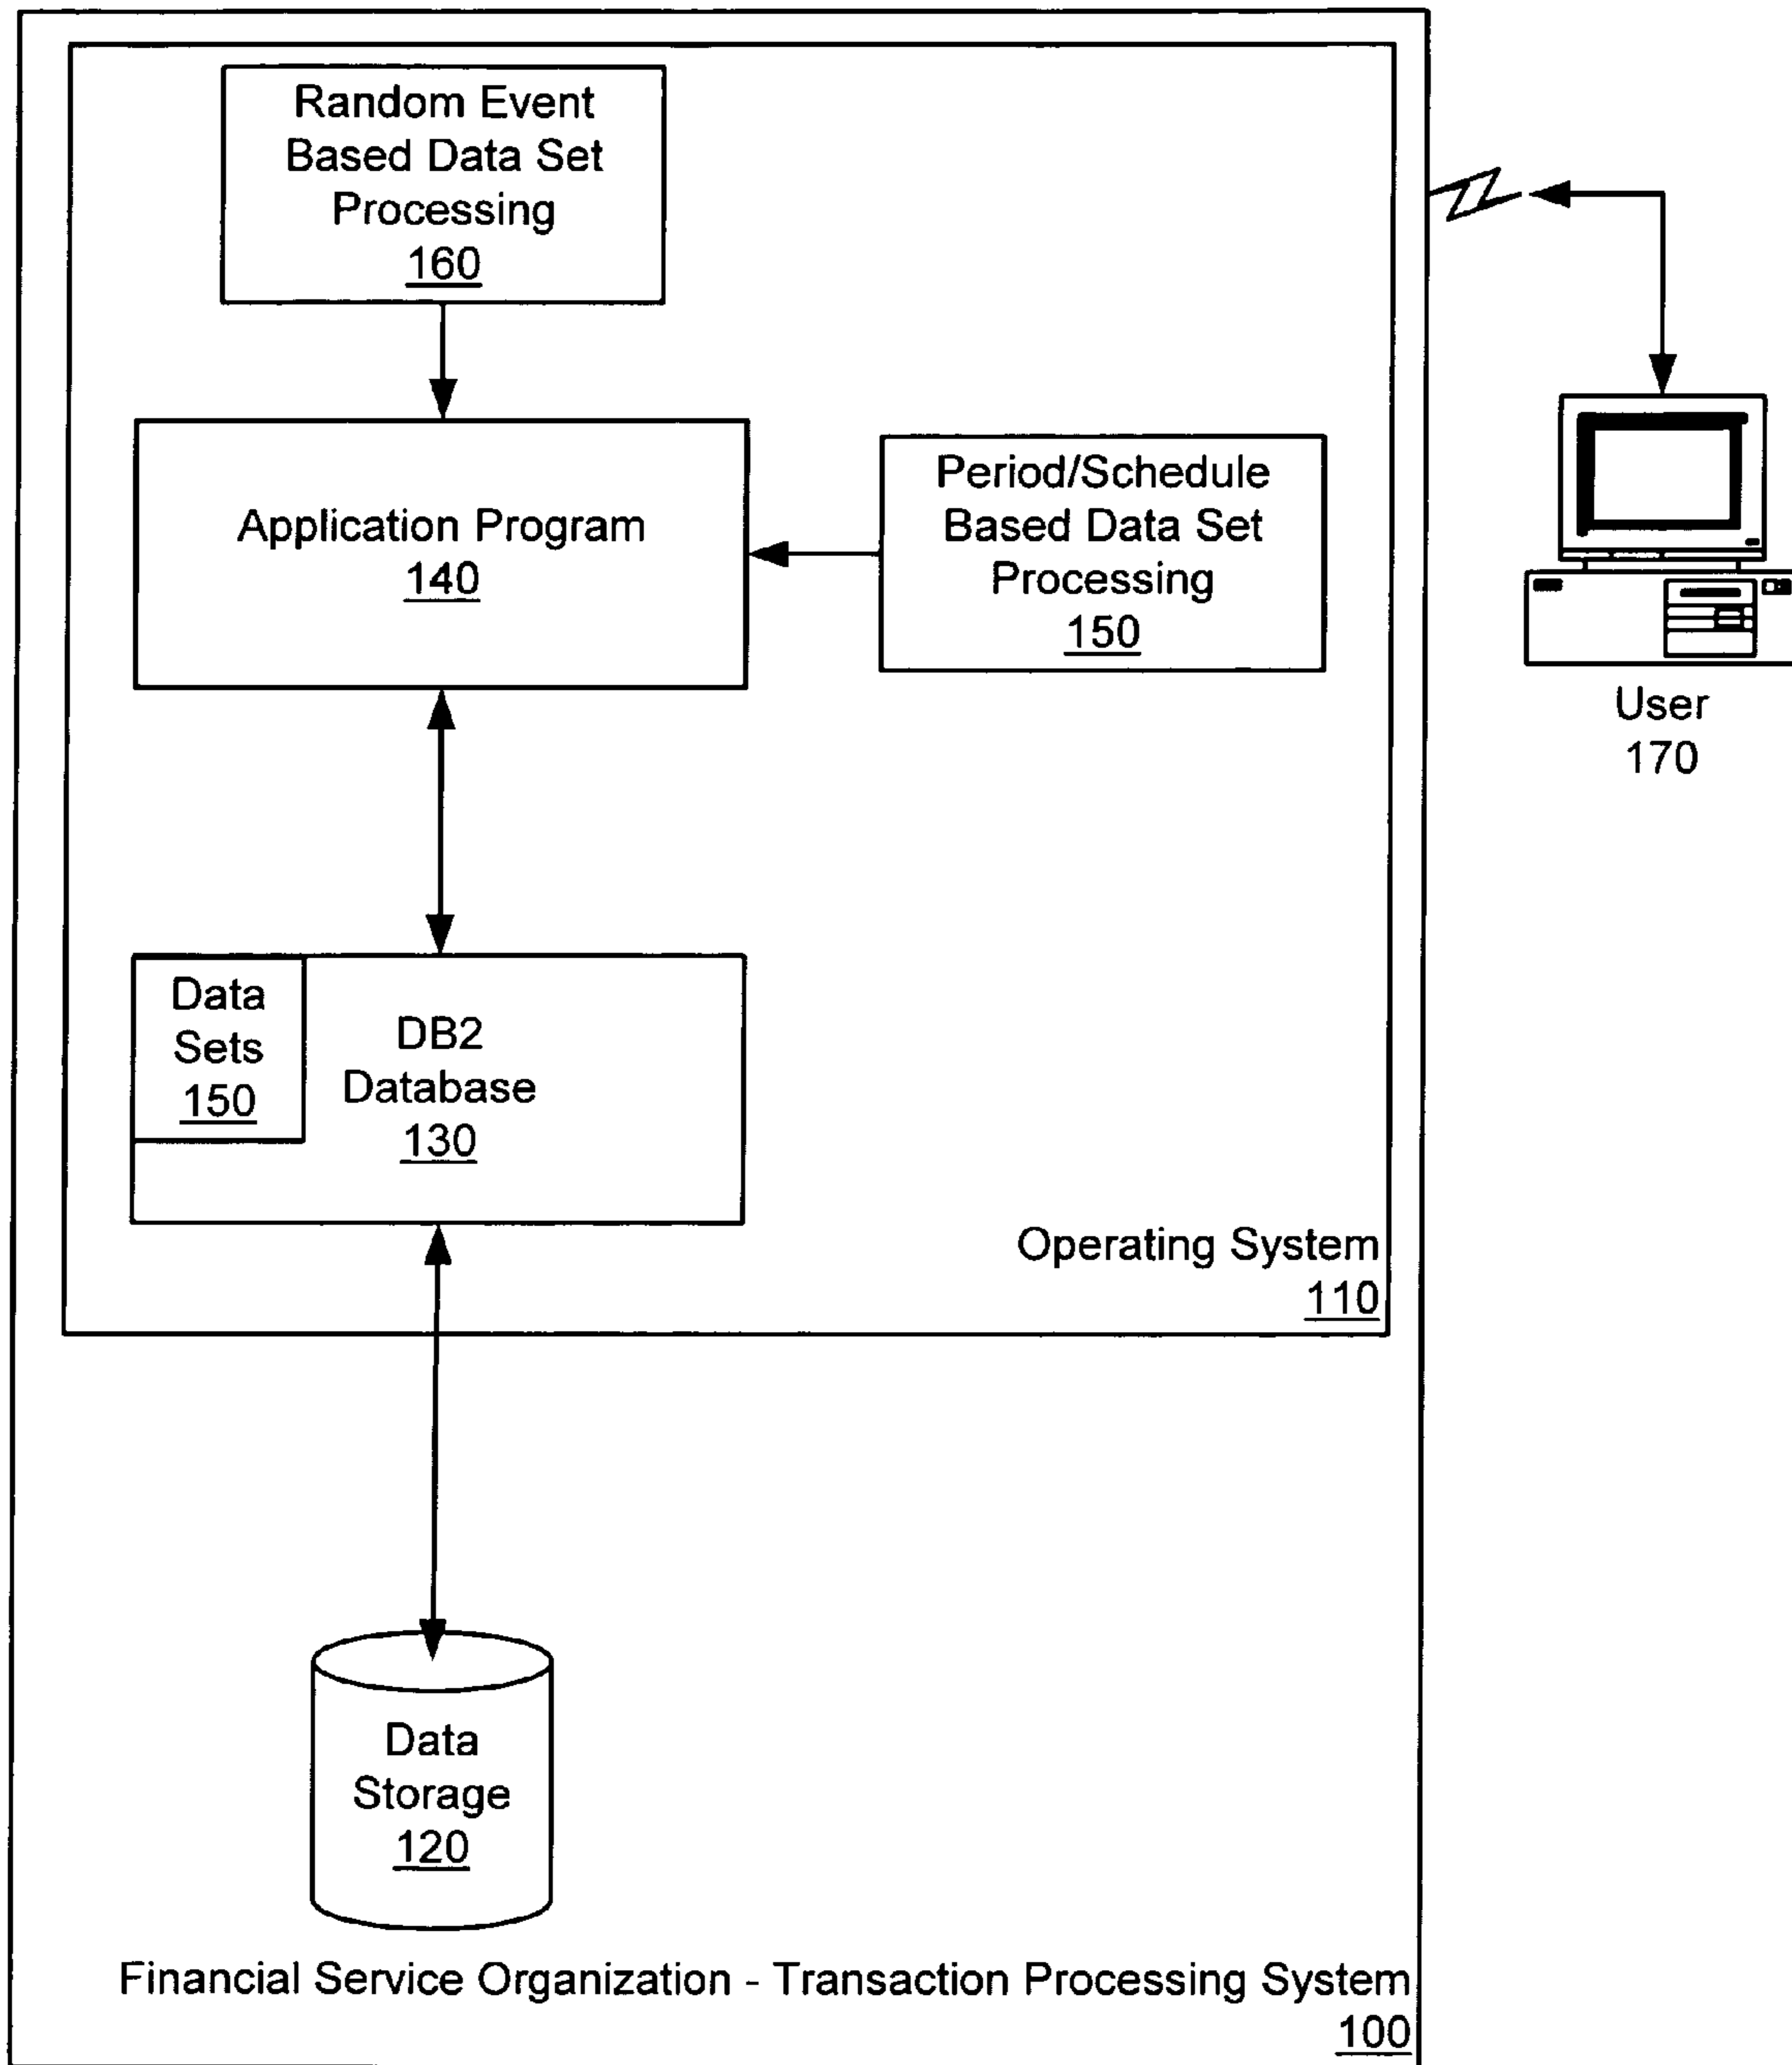 Random Event
Based Data Set
Processing
160
Application Program
140
Period/Schedule
Based Data Set
Processing
150
User
170
Data
Sets
150
DB2
Database
130
Operating System
110
Data
Storage
120
Financial Service Organization - Transaction Processing System
100